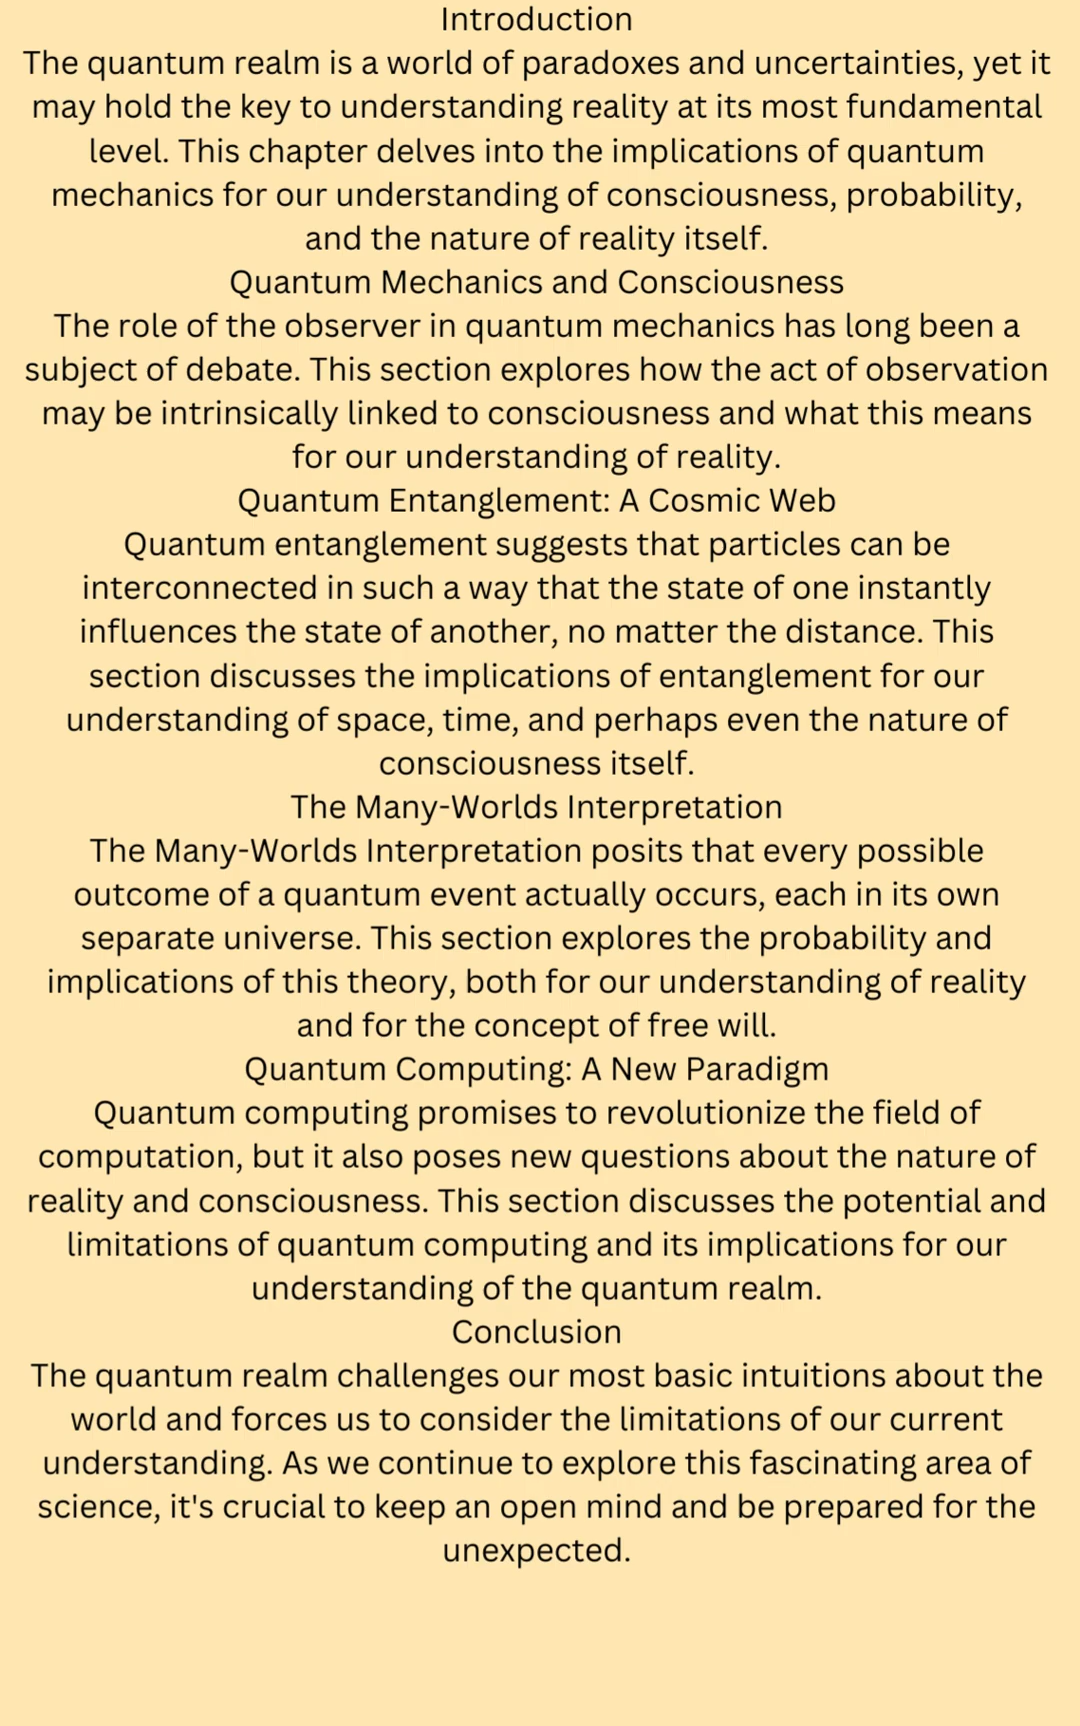 Introduction
The quantum realm is a world of paradoxes and uncertainties, yet it
may hold the key to understanding reality at its most fundamental
level. This chapter delves into the implications of quantum
mechanics for our understanding of consciousness, probability,
and the nature of reality itself.
Quantum Mechanics and Consciousness
The role of the observer in quantum mechanics has long been a
subject of debate. This section explores how the act of observation
may be intrinsically linked to consciousness and what this means
for our understanding of reality.
Quantum Entanglement: A Cosmic Web
Quantum entanglement suggests that particles can be
interconnected in such a way that the state of one instantly
influences the state of another, no matter the distance. This
section discusses the implications of entanglement for our
understanding of space, time, and perhaps even the nature of
consciousness itself.
The Many-Worlds Interpretation
The Many-Worlds Interpretation posits that every possible
outcome of a quantum event actually occurs, each in its own
separate universe. This section explores the probability and
implications of this theory, both for our understanding of reality
and for the concept of free will.
Quantum Computing: A New Paradigm
Quantum computing promises to revolutionize the field of
computation, but it also poses new questions about the nature of
reality and consciousness. This section discusses the potential and
limitations of quantum computing and its implications for our
understanding of the quantum realm.
Conclusion
The quantum realm challenges our most basic intuitions about the
world and forces us to consider the limitations of our current
understanding. As we continue to explore this fascinating area of
science, it's crucial to keep an open mind and be prepared for the
unexpected.